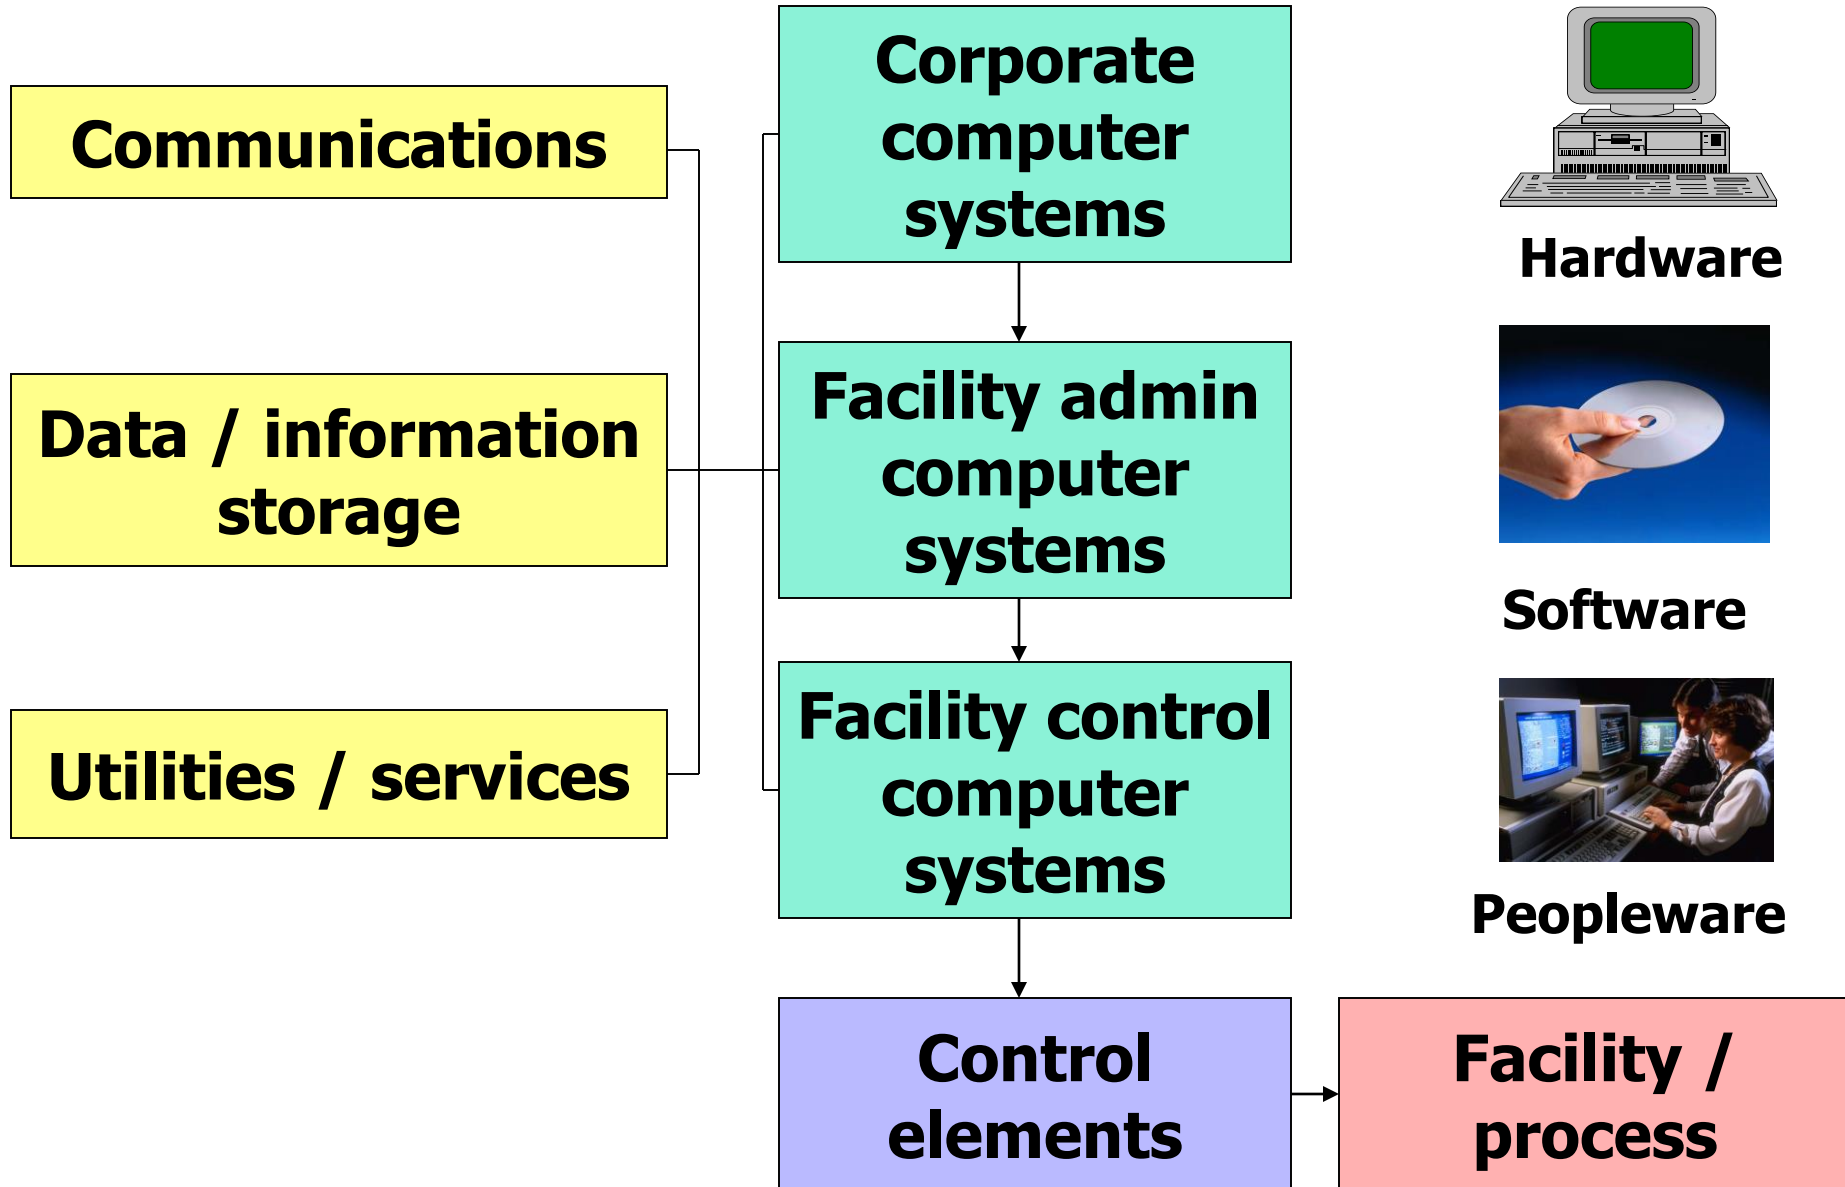 Communications
Data / information
storage
Utilities / services
Corporate
computer
systems
Facility admin
computer
systems
Facility control
computer
systems
Control
elements
Facility /
process
Hardware
Software
Peopleware